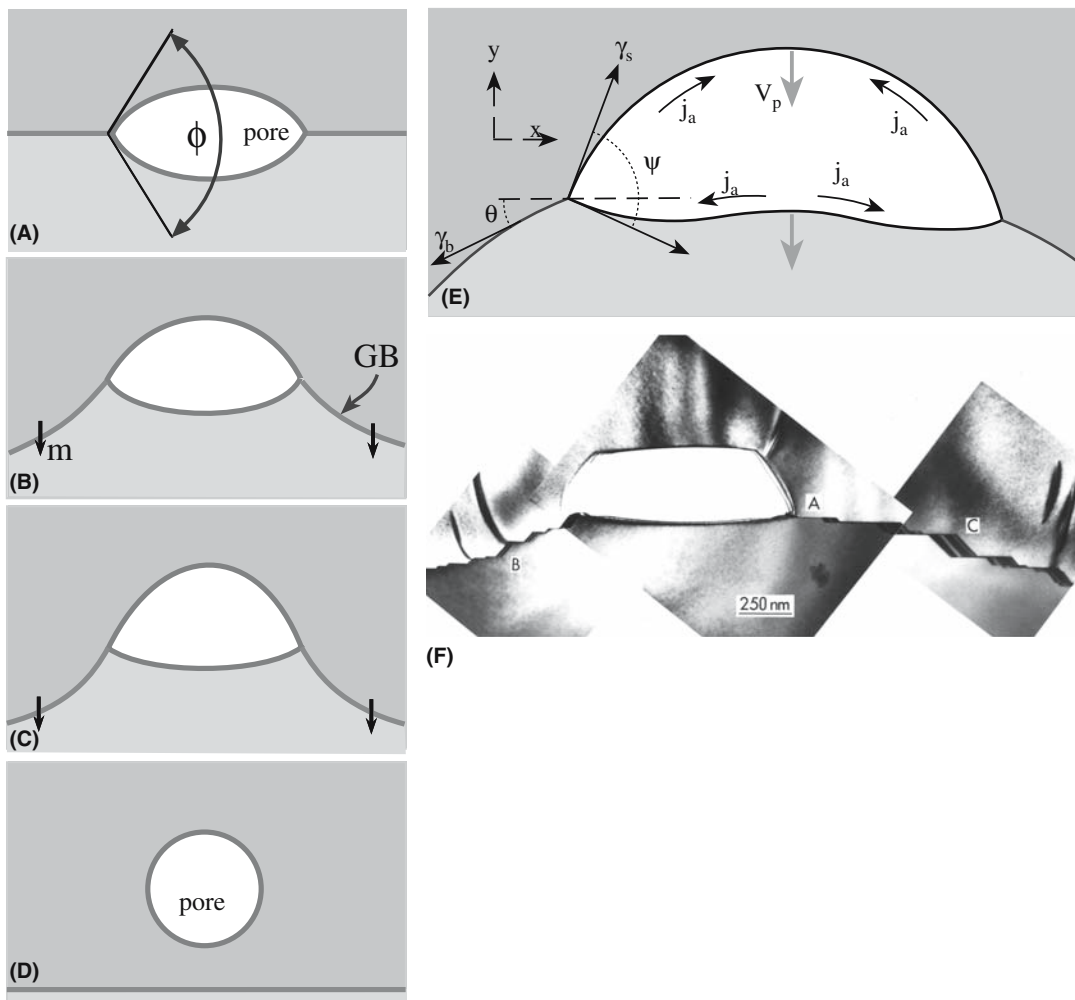 ϕ
pore
(A)
GB
m
(B)
(C)
pore
(D)
y
γs
Vp
ja
ja
x
ψ
ja
ja
θ
γb
(E)
A
C
B
250 nm
(F)